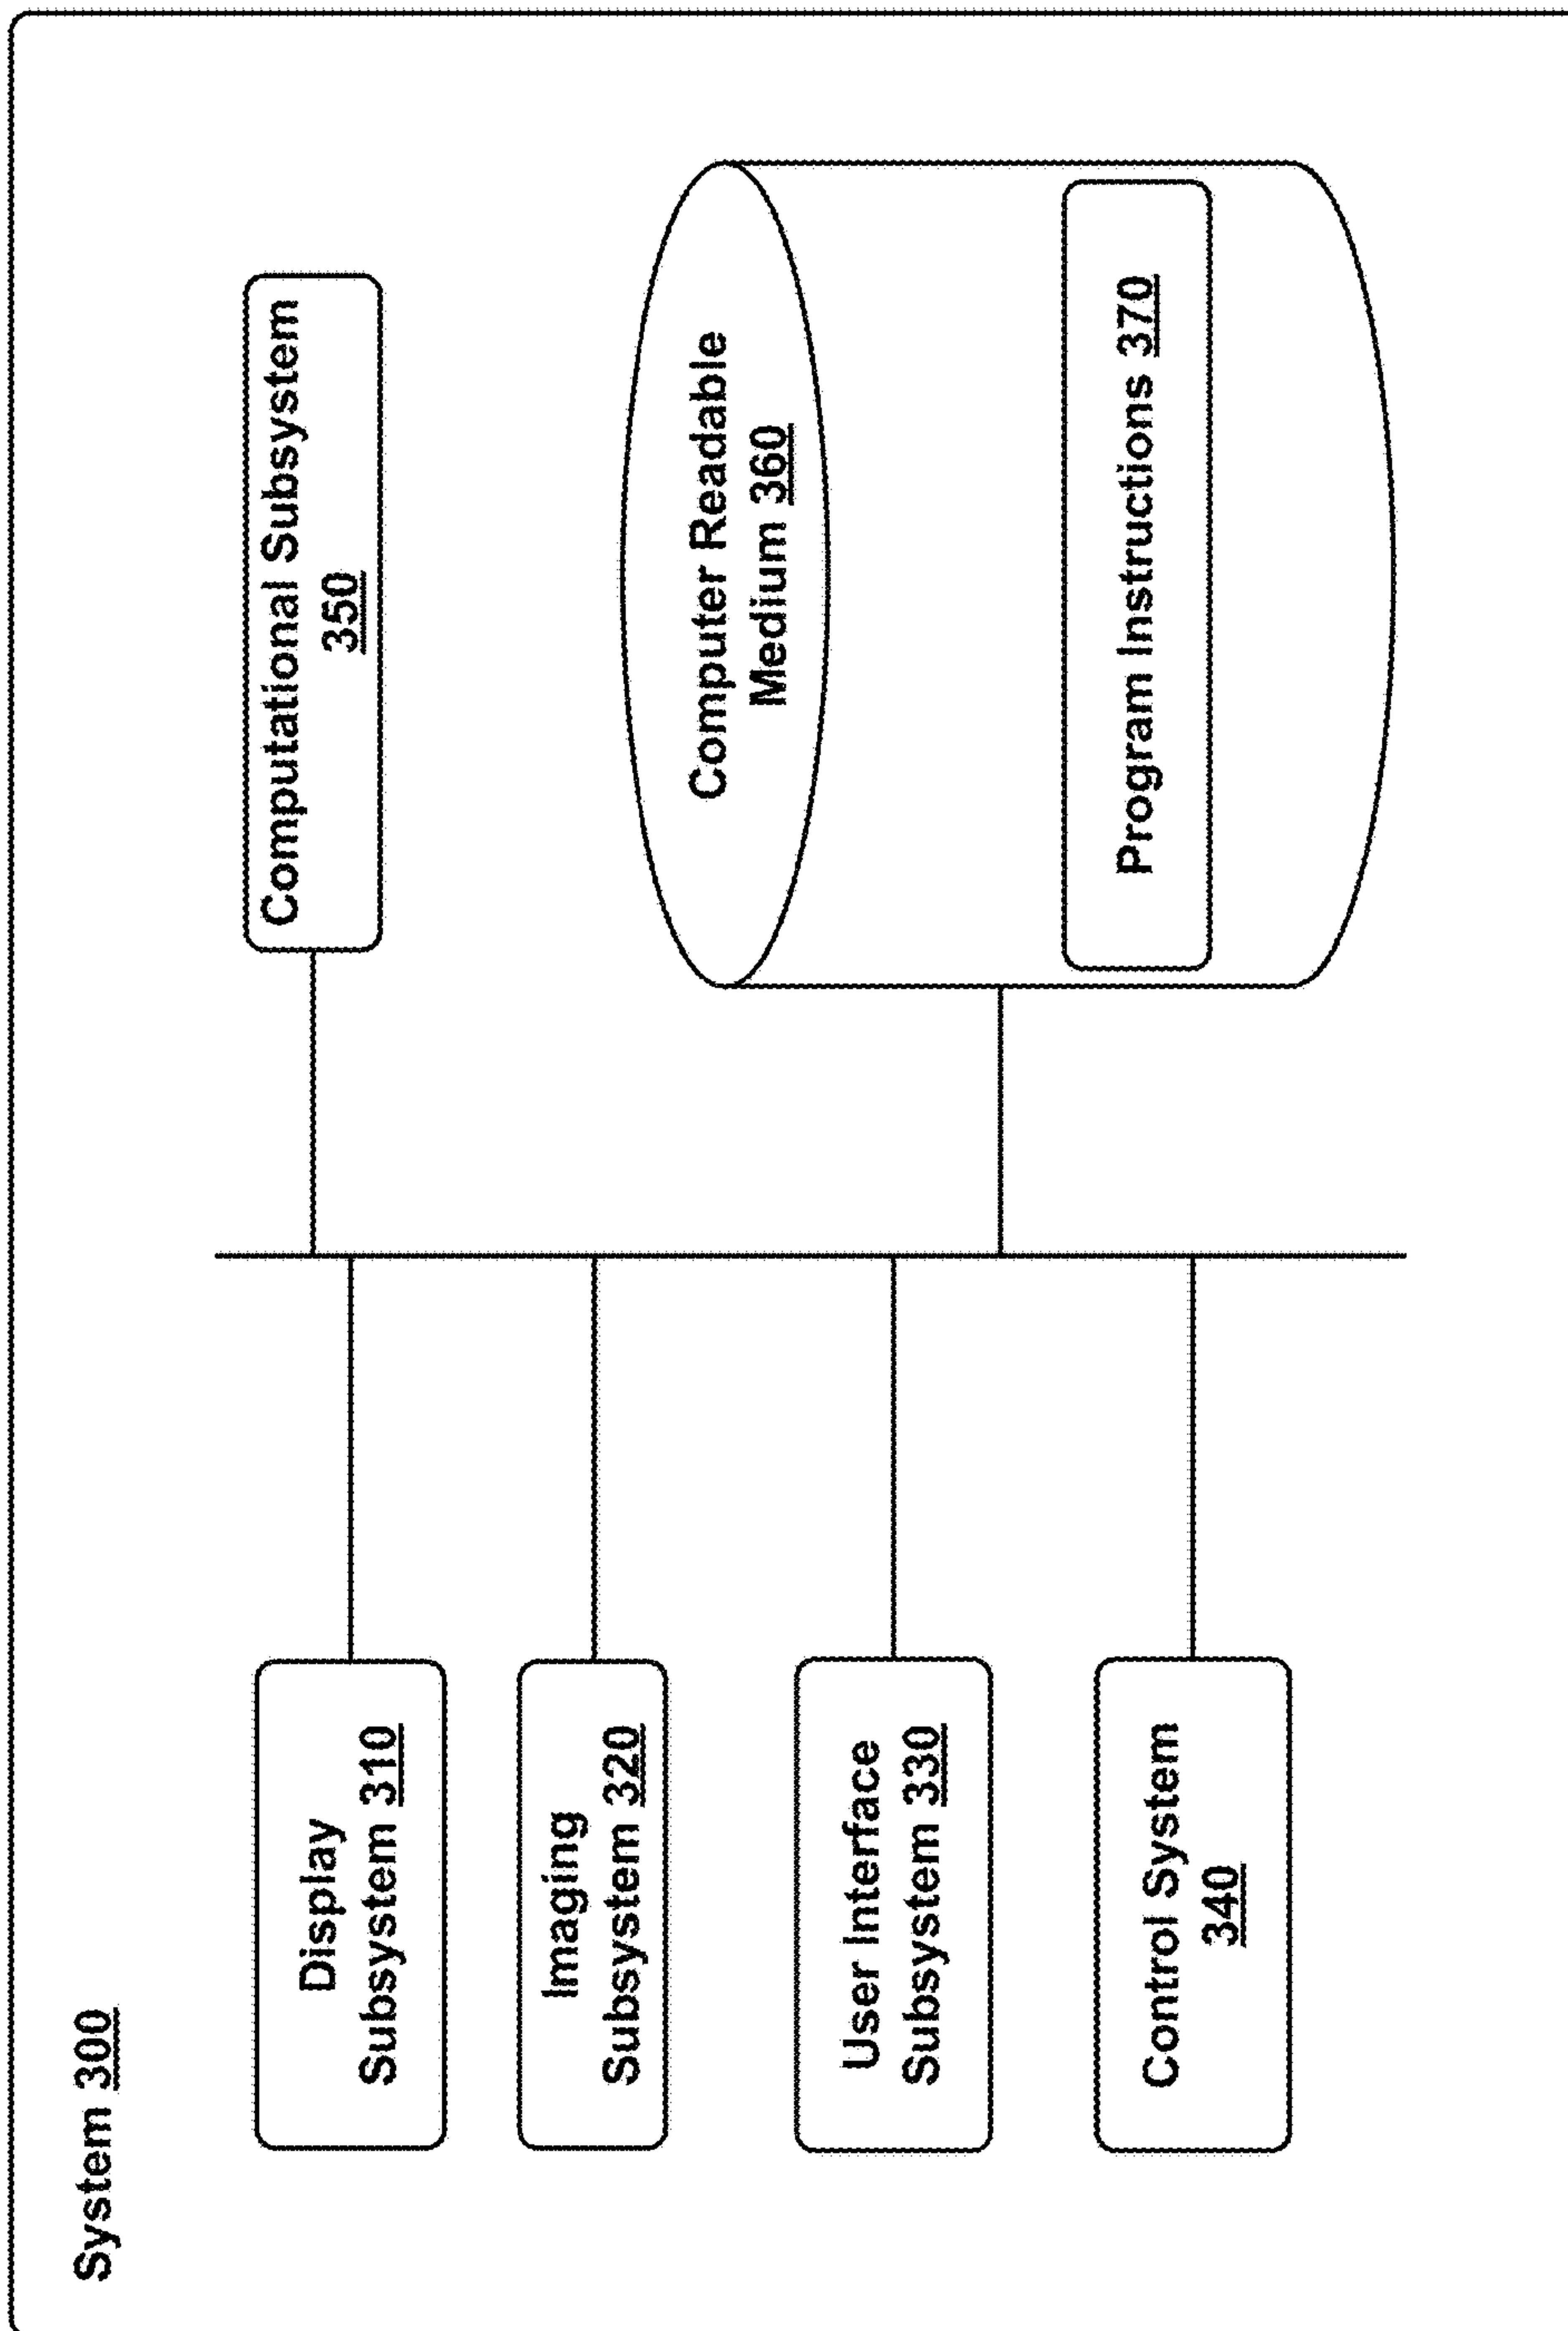 System 300
Display
Subsystem 310
Imaging
Subsystem 320
User Interface
Subsystem 330
Control System
340
Computational Subsystem
350
Computer Readable
Medium 360
Program Instructions 370